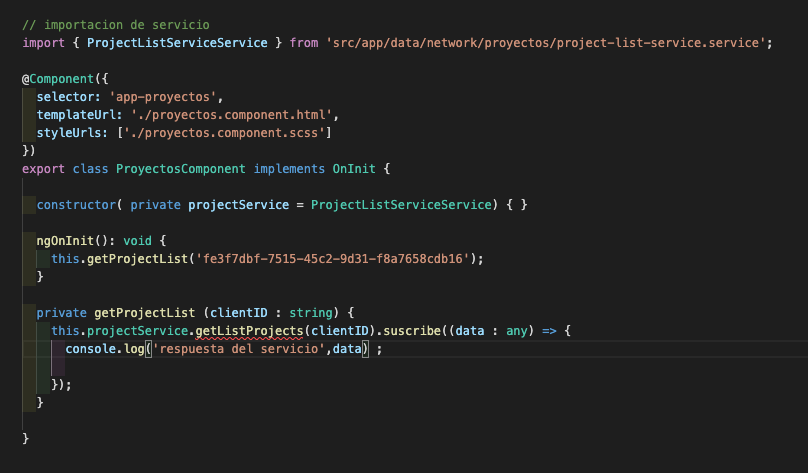 // importacion de servicio
import { ProjectListServiceService } from 'src/app/data/network/proyectos/project-list-service.service';
@Component({
selector: 'app-proyectos',
templateUrl: './proyectos.component.html',
styleUrls: ['./proyectos.component.scss']
})
export class ProyectosComponent implements OnInit {
constructor( private projectService = ProjectListServiceService) { }
ngOnInit(): void {
this.getProjectList('fe3f7dbf-7515-45c2-9d31-f8a7658cdb16');
}
private getProjectList (clientID : string) {
this.projectService.getListProjects(clientID).suscribe((data : any) => {
console.log('respuesta del servicio',data) ;
});
}
}